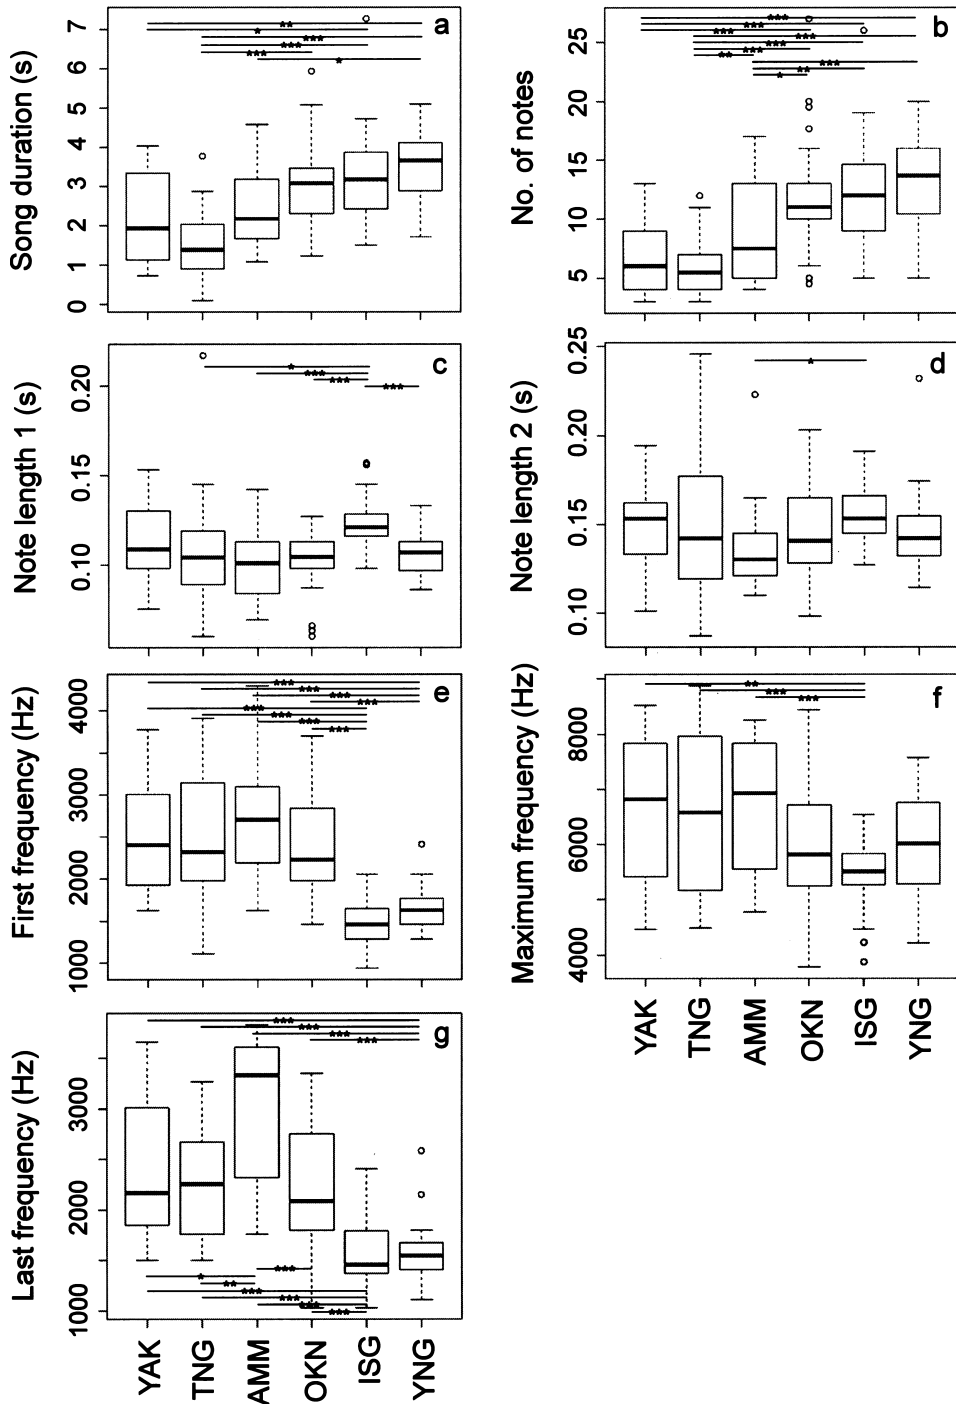 a
Song duration (s)
7
6
5
4
3
2
1
0
** 
*
***
***
***
*
b
No. of notes
25
20
15
10
5
***
***
***
***
***
***
**
***
**
*
c
Note length 1 (s)
0.20
0.15
0.10
*
***
***
***
d
Note length 2 (s)
0.25
0.20
0.15
0.10
*
e
First frequency (Hz)
4000
3000
2000
1000
***
***
***
***
***
***
***
***
f
Maximum frequency (Hz)
8000
6000
4000
**
***
***
YAK
TNG
AMM
OKN
ISG
YNG
g
Last frequency (Hz)
3000
2000
1000
***
***
***
***
***
*
**
***
***
***
***
YAK
TNG
AMM
OKN
ISG
YNG